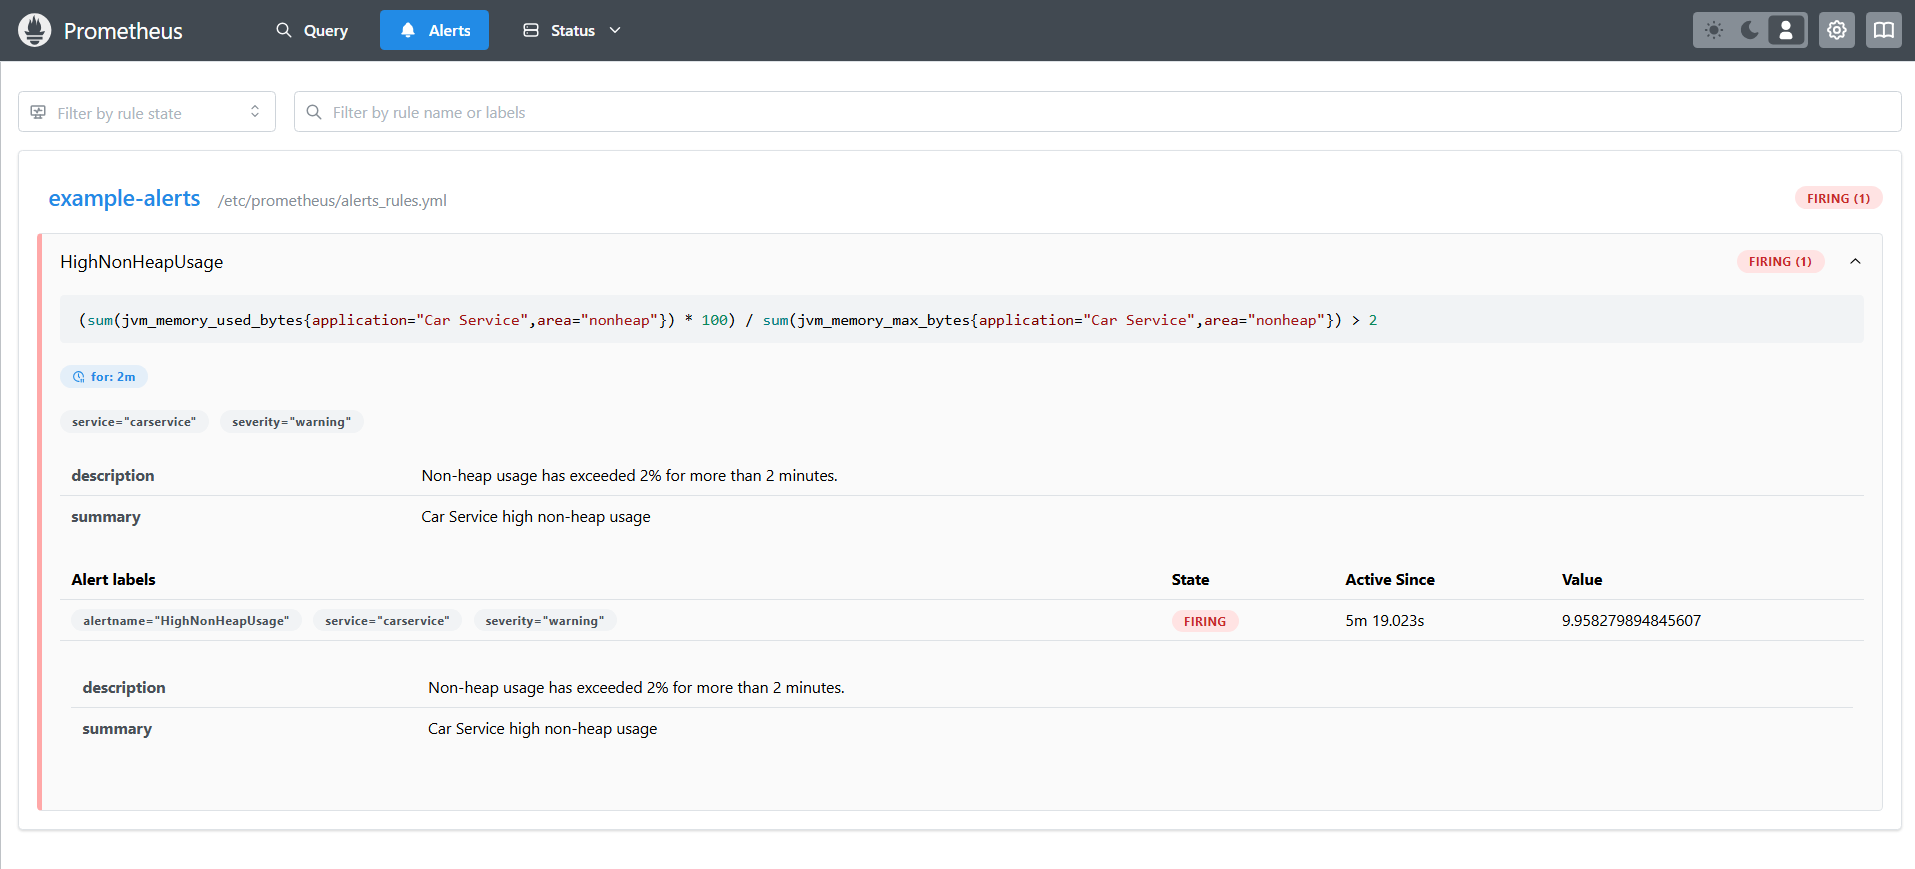 Prometheus Query Alerts Status
Filter by rule state Filter by rule name or labels
example-alerts /etc/prometheus/alerts_rules.yml FIRING (1)
HighNonHeapUsage FIRING (1)
(sum(jvm_memory_used_bytes{application="Car Service",area="nonheap"}) * 100) / sum(jvm_memory_max_bytes{application="Car Service",area="nonheap"}) > 2
for: 2m
service="carservice" severity="warning"
description Non-heap usage has exceeded 2% for more than 2 minutes.
summary Car Service high non-heap usage
Alert labels State Active Since Value
alertname="HighNonHeapUsage" service="carservice" severity="warning" FIRING 5m 19.023s 9.958279894845607
description Non-heap usage has exceeded 2% for more than 2 minutes.
summary Car Service high non-heap usage